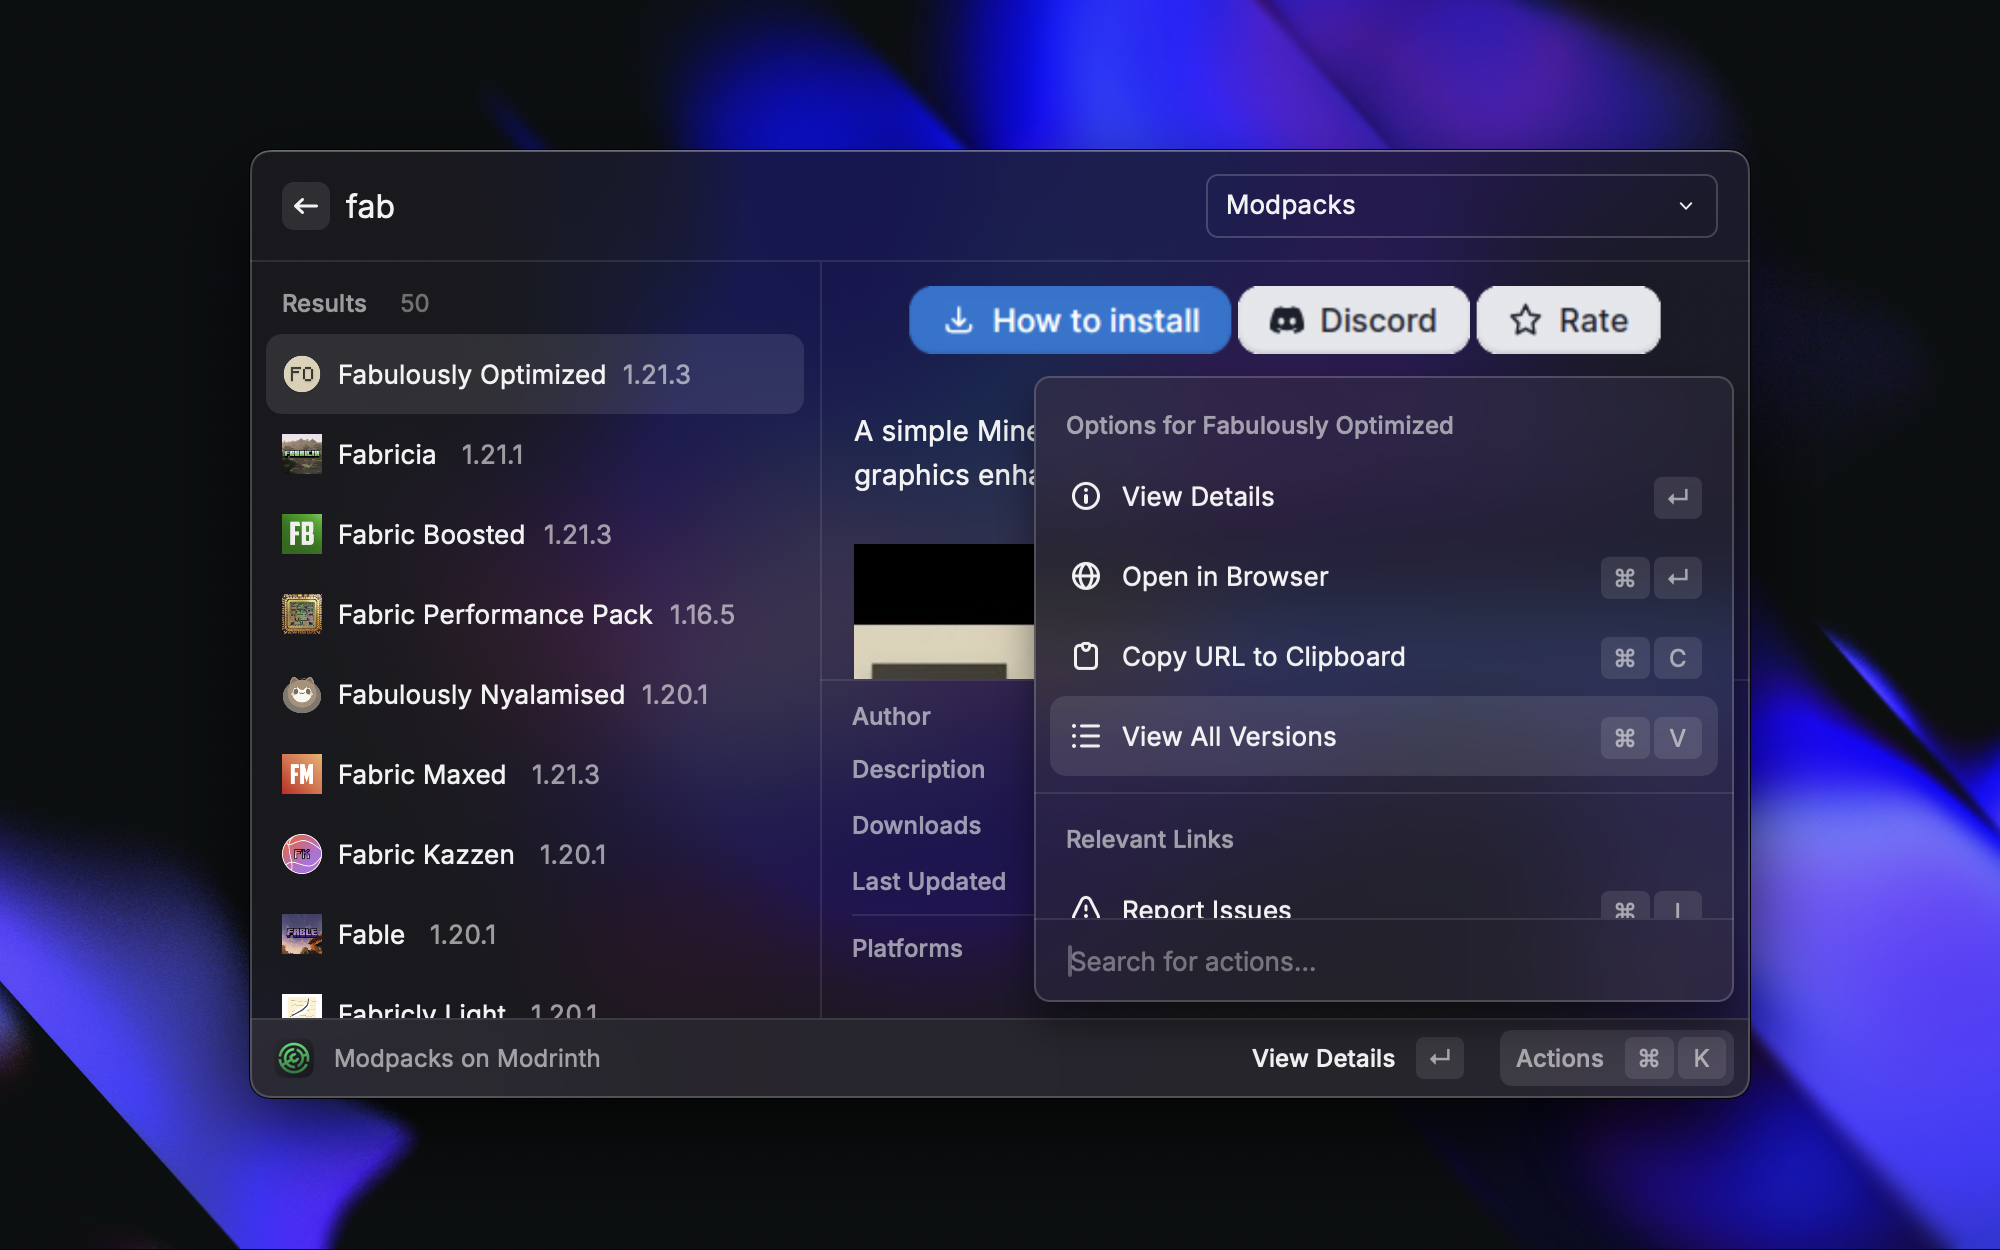 fab
Modpacks
Results 50
Fabulously Optimized 1.21.3
Fabricia 1.21.1
Fabric Boosted 1.21.3
Fabric Performance Pack 1.16.5
Fabulously Nyalamised 1.20.1
Fabric Maxed 1.21.3
Fabric Kazzen 1.20.1
Fable 1.20.1
Fabricly Light 1.20.1
FO
FABRICIA
FB
FM
FK
FABLE
How to install
Discord
Rate
A simple Mine
graphics enha
Author
Description
Downloads
Last Updated
Platforms
Options for Fabulously Optimized
View Details ↵
Open in Browser ⌘ ↵
Copy URL to Clipboard ⌘ C
View All Versions ⌘ V
Relevant Links
Report Issues ⌘ I
Search for actions...
Modpacks on Modrinth
View Details ↵
Actions ⌘ K